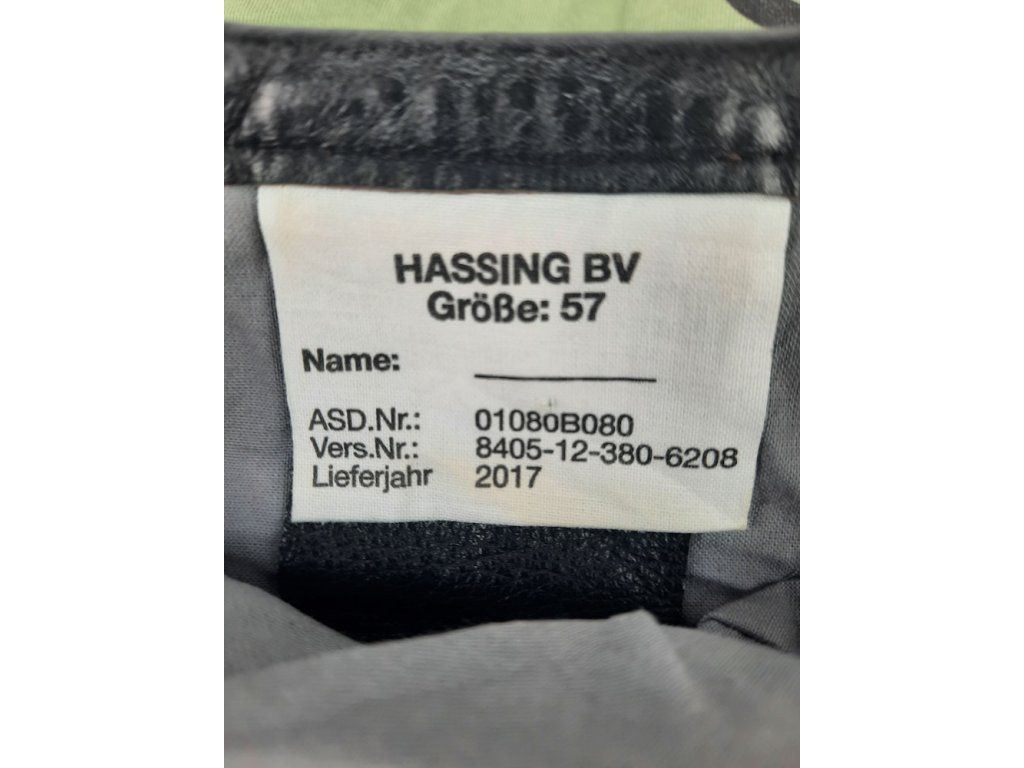 HASSING BV
Größe: 57
Name:
ASD.Nr.: 01080B080
Vers.Nr.: 8405-12-380-6208
Lieferjahr 2017